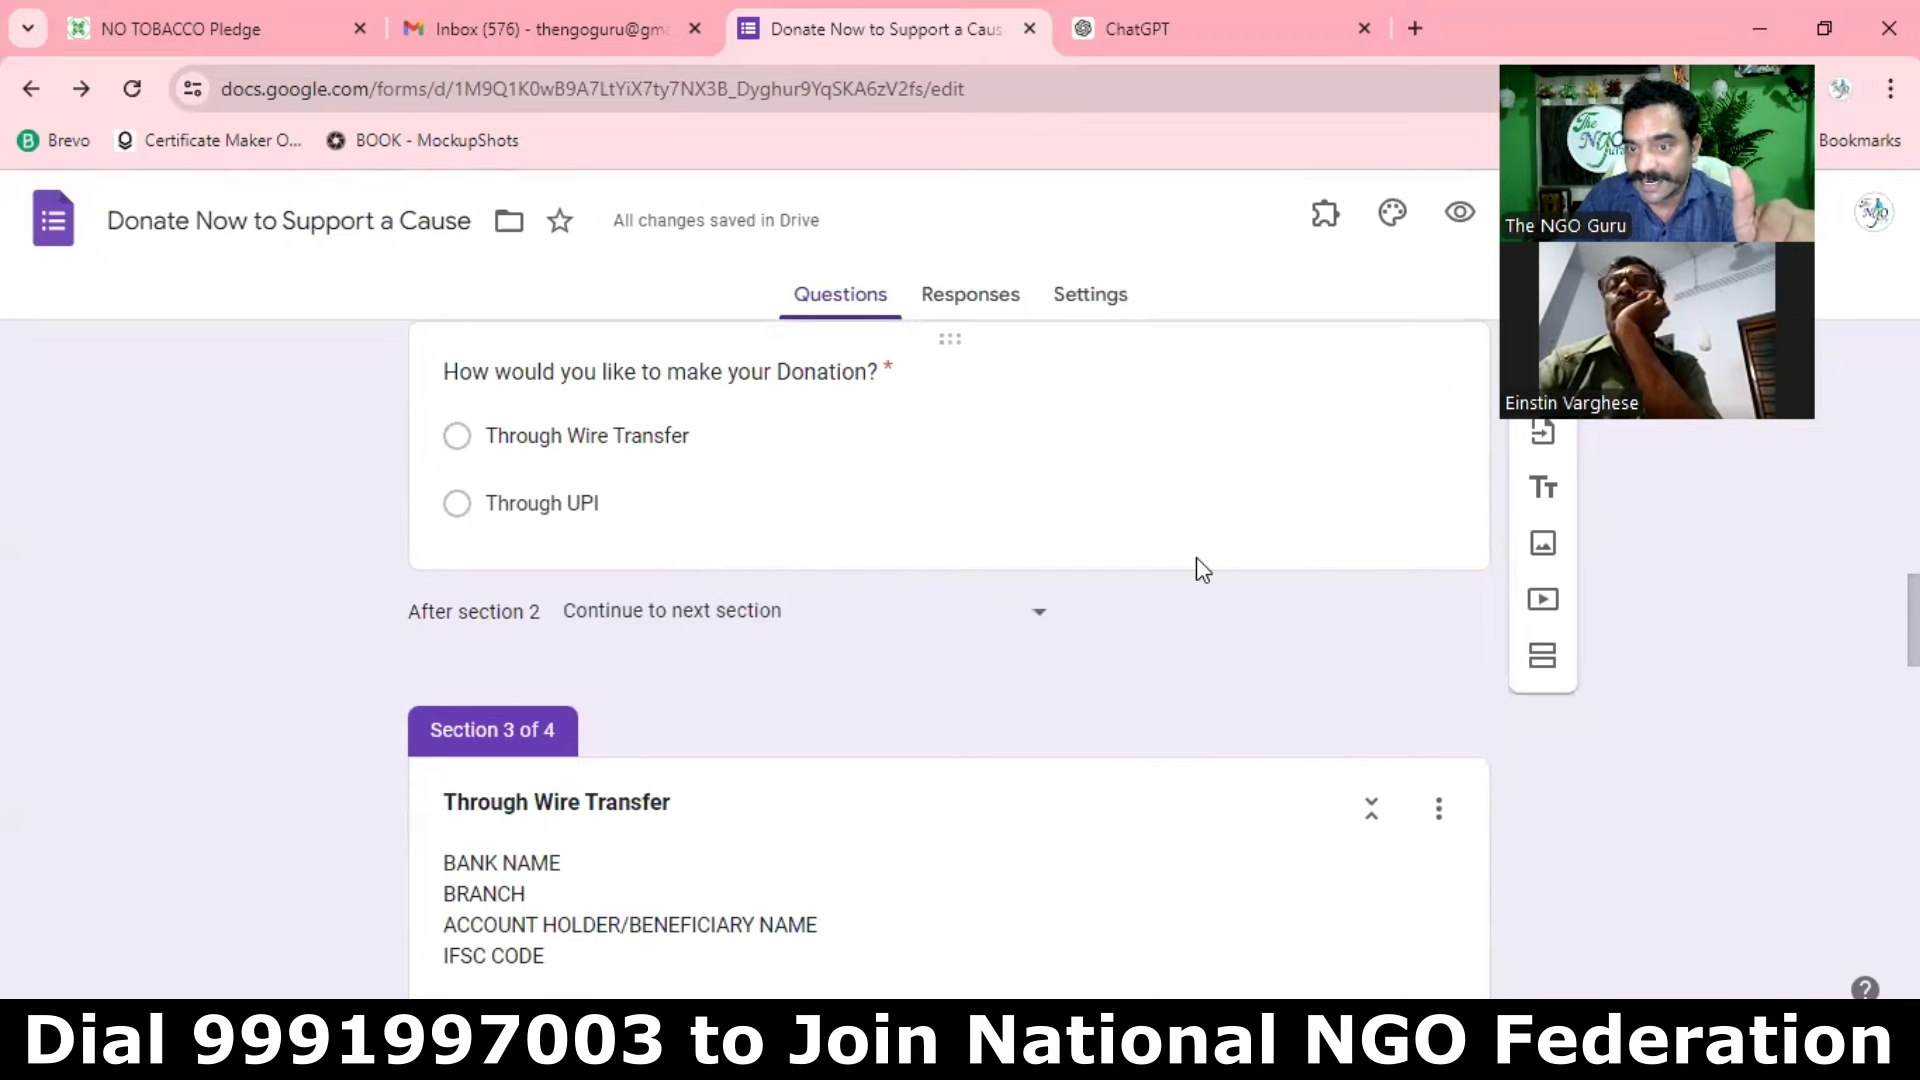 NO TOBACCO Pledge
Inbox (576) - thengoguru@gm
Donate Now to Support a Caus
ChatGPT
docs.google.com/forms/d/1M9Q1K0wB9A7LtYiX7ty7NX3B_Dyghur9YqSKA6zV2fs/edit
Brevo
Certificate Maker O...
BOOK - MockupShots
Bookmarks
Donate Now to Support a Cause
All changes saved in Drive
The NGO Guru
Questions
Responses
Settings
Einstin Varghese
How would you like to make your Donation? *
Through Wire Transfer
Through UPI
After section 2 Continue to next section
Section 3 of 4
Through Wire Transfer
BANK NAME
BRANCH
ACCOUNT HOLDER/BENEFICIARY NAME
IFSC CODE
Dial 9991997003 to Join National NGO Federation